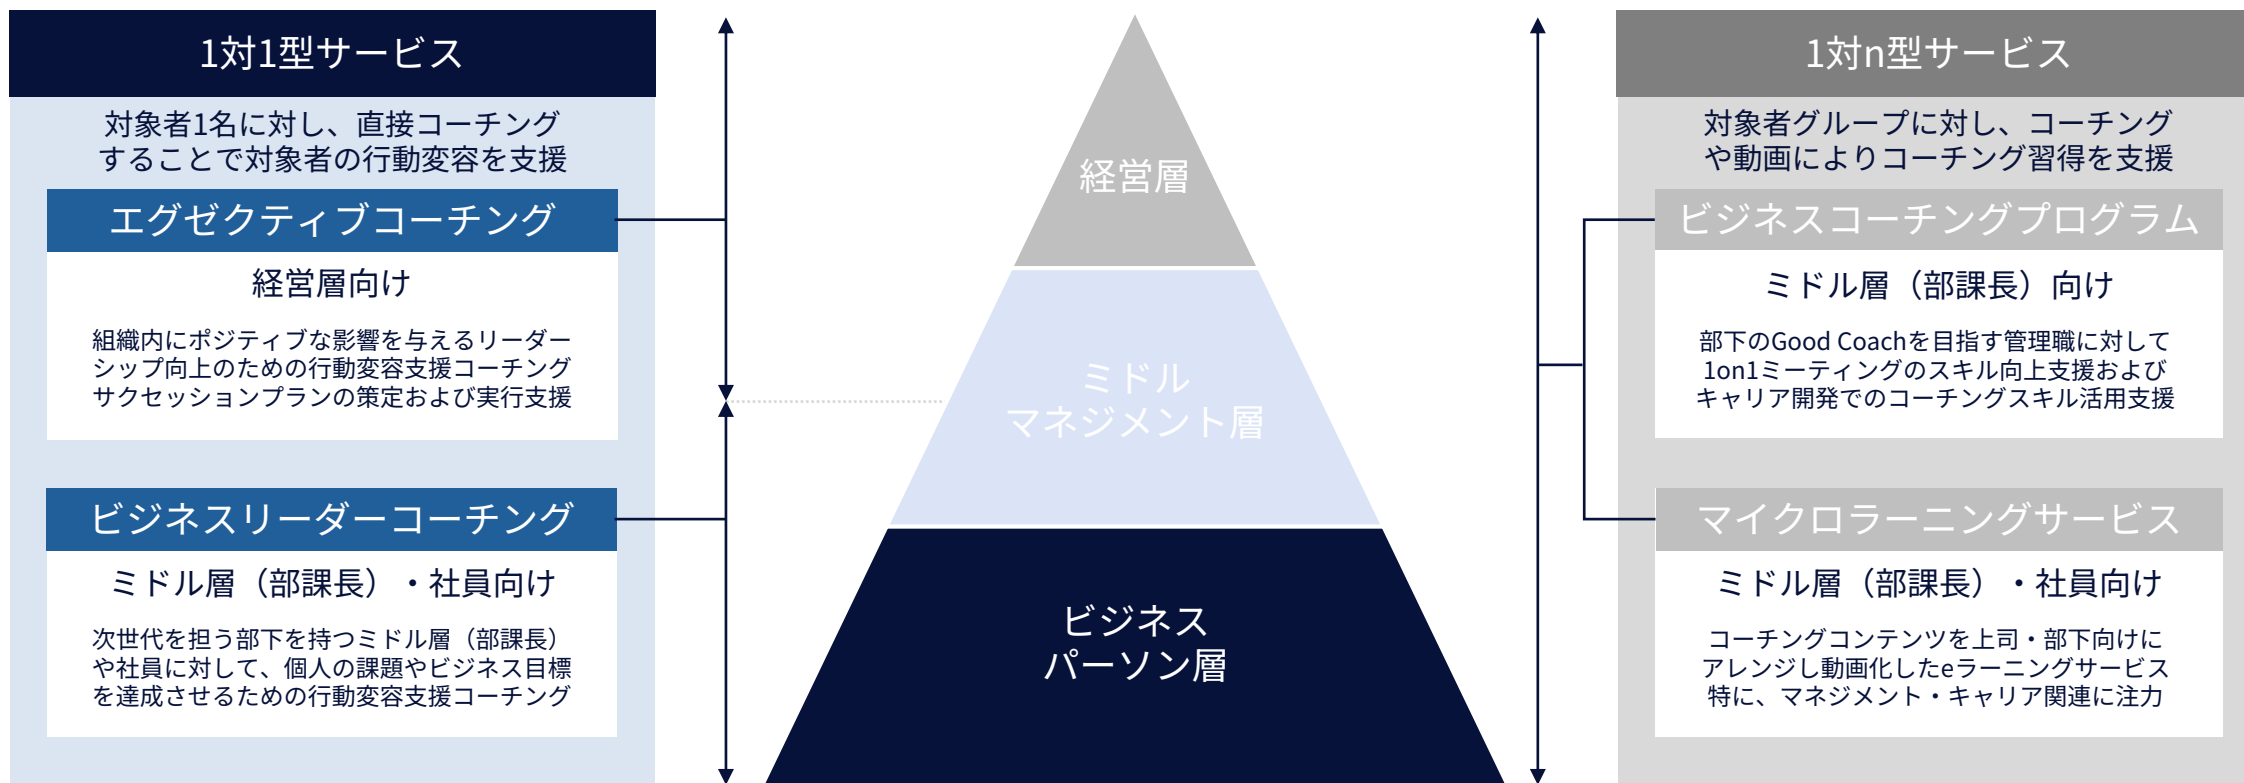 1対1型サービス
対象者1名に対し、直接コーチング
することで対象者の行動変容を支援
エグゼクティブコーチング
経営層向け
組織内にポジティブな影響を与えるリーダー
シップ向上のための行動変容支援コーチング
サクセッションプランの策定および実行支援
ビジネスリーダーコーチング
ミドル層（部課長）・社員向け
次世代を担う部下を持つミドル層（部課長）
や社員に対して、個人の課題やビジネス目標
を達成させるための行動変容支援コーチング
経営層
ミドル
マネジメント層
ビジネス
パーソン層
1対n型サービス
対象者グループに対し、コーチング
や動画によりコーチング習得を支援
ビジネスコーチングプログラム
ミドル層（部課長）向け
部下のGood Coachを目指す管理職に対して
1on1ミーティングのスキル向上支援および
キャリア開発でのコーチングスキル活用支援
マイクロラーニングサービス
ミドル層（部課長）・社員向け
コーチングコンテンツを上司・部下向けに
アレンジし動画化したeラーニングサービス
特に、マネジメント・キャリア関連に注力